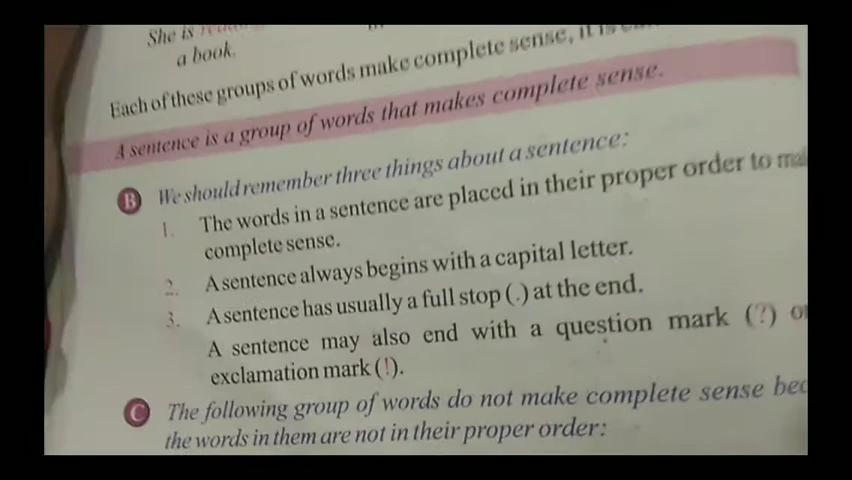 She is
a book.
Each of these groups of words make complete sense, it is
A sentence is a group of words that makes complete sense.
B We should remember three things about a sentence:
1. The words in a sentence are placed in their proper order to
complete sense.
2. A sentence always begins with a capital letter.
3. A sentence has usually a full stop (.) at the end.
A sentence may also end with a question mark (?)
exclamation mark (!).
C The following group of words do not make complete sense
the words in them are not in their proper order: